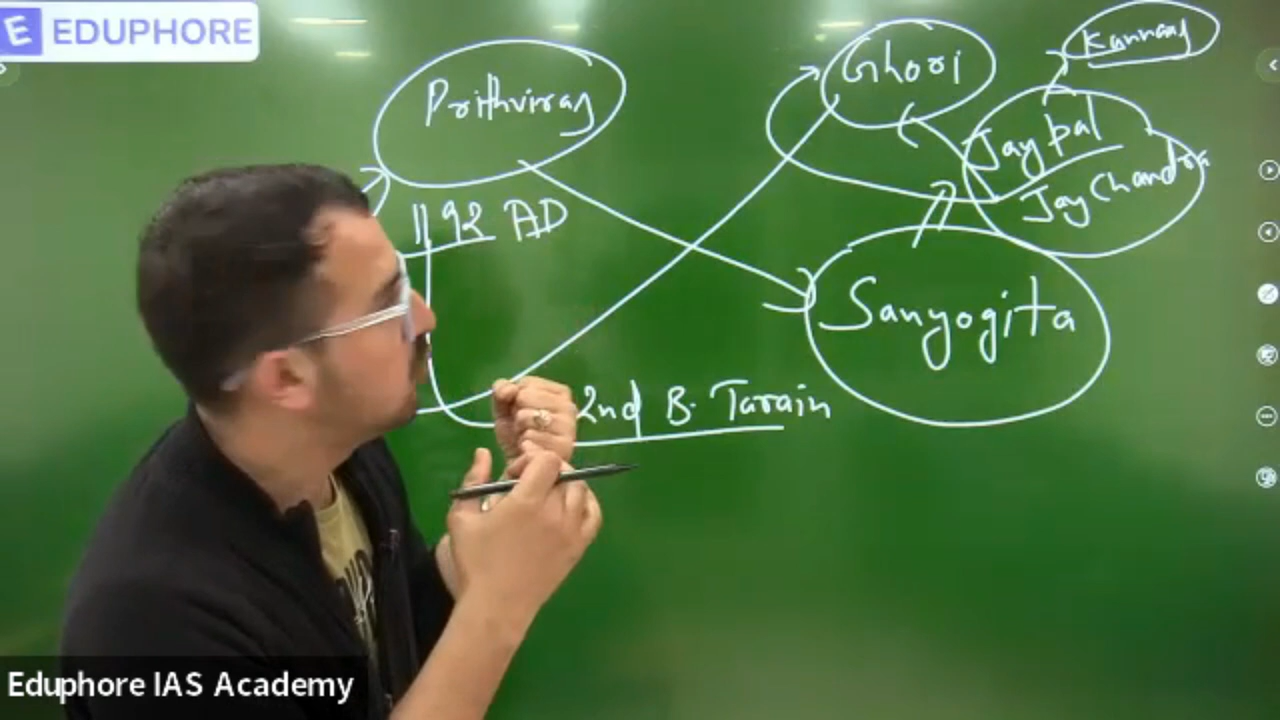 E EDUPHORE
Prithviraj
Ghori
Kannauj
Jaypal
JayChandra
1192 AD
Sanyogita
2nd B. Tarain
Eduphore IAS Academy